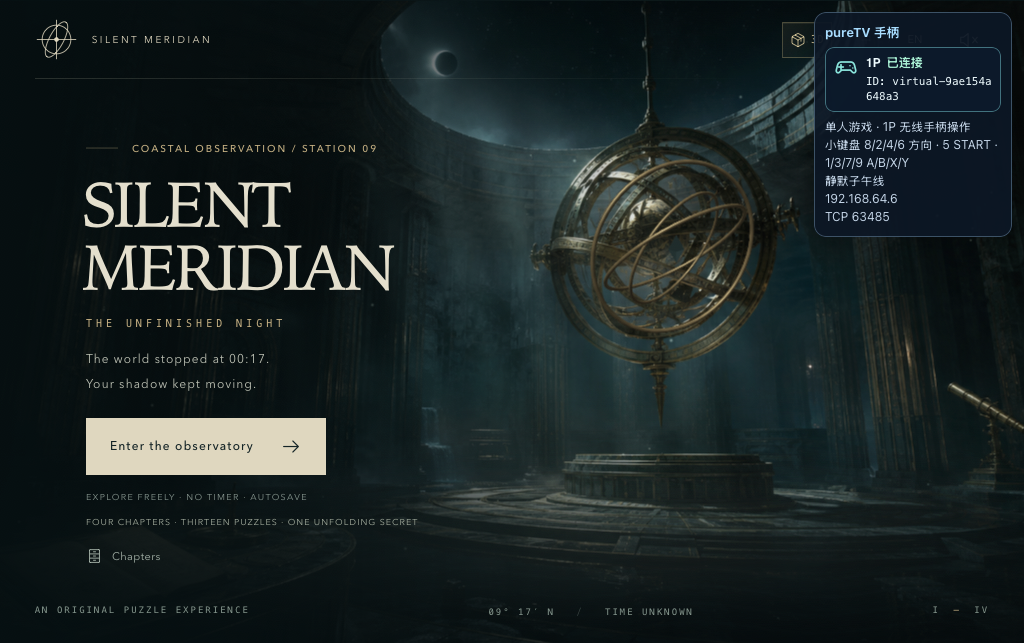 SILENT MERIDIAN
pureTV 手柄
1P 已连接
ID: virtual-9ae154a
648a3
单人游戏 · 1P 无线手柄操作
小键盘 8/2/4/6 方向 · 5 START ·
1/3/7/9 A/B/X/Y
静默子午线
192.168.64.6
TCP 63485
COASTAL OBSERVATION / STATION 09
SILENT
MERIDIAN
THE UNFINISHED NIGHT
The world stopped at 00:17.
Your shadow kept moving.
Enter the observatory
EXPLORE FREELY · NO TIMER · AUTOSAVE
FOUR CHAPTERS · THIRTEEN PUZZLES · ONE UNFOLDING SECRET
Chapters
AN ORIGINAL PUZZLE EXPERIENCE
09° 17′ N / TIME UNKNOWN
I — IV